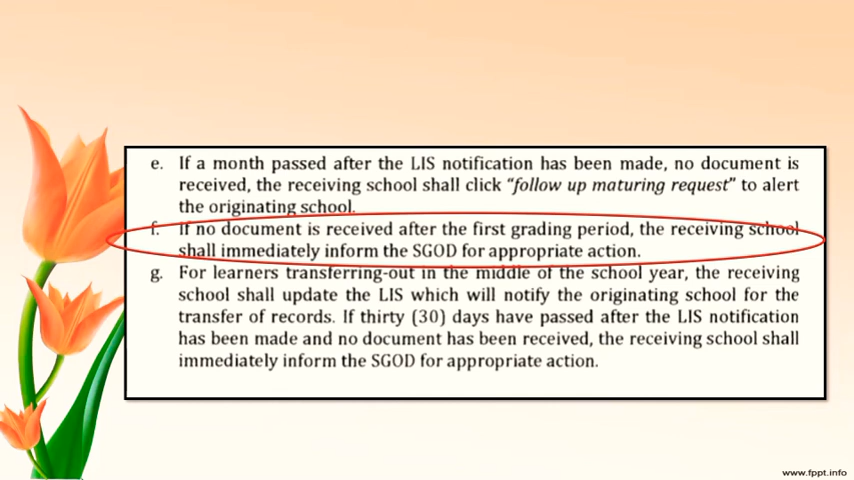 e. If a month passed after the LIS notification has been made, no document is
received, the receiving school shall click “follow up maturing request” to alert
the originating school.
f. If no document is received after the first grading period, the receiving school
shall immediately inform the SGOD for appropriate action.
g. For learners transferring-out in the middle of the school year, the receiving
school shall update the LIS which will notify the originating school for the
transfer of records. If thirty (30) days have passed after the LIS notification
has been made and no document has been received, the receiving school shall
immediately inform the SGOD for appropriate action.
www.fppt.info